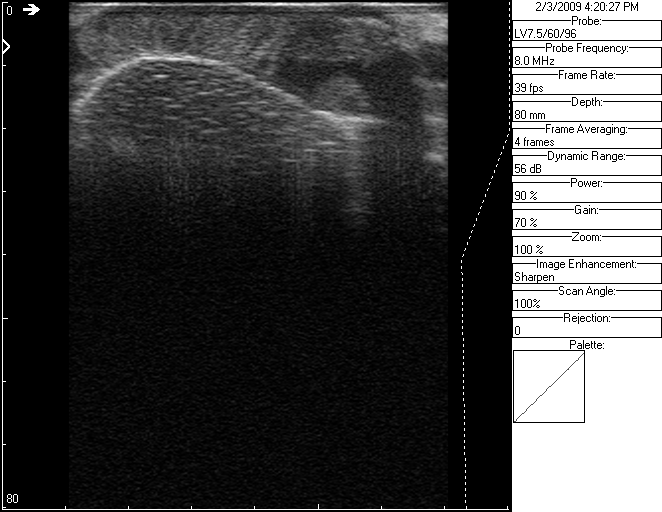 0
80
2/3/2009 4:20:27 PM
Probe:
LV7.5/60/96
Probe Frequency:
8.0 MHz
Frame Rate:
39 fps
Depth:
80 mm
Frame Averaging:
4 frames
Dynamic Range:
56 dB
Power:
90 %
Gain:
70 %
Zoom:
100 %
Image Enhancement:
Sharpen
Scan Angle:
100%
Rejection:
0
Palette: